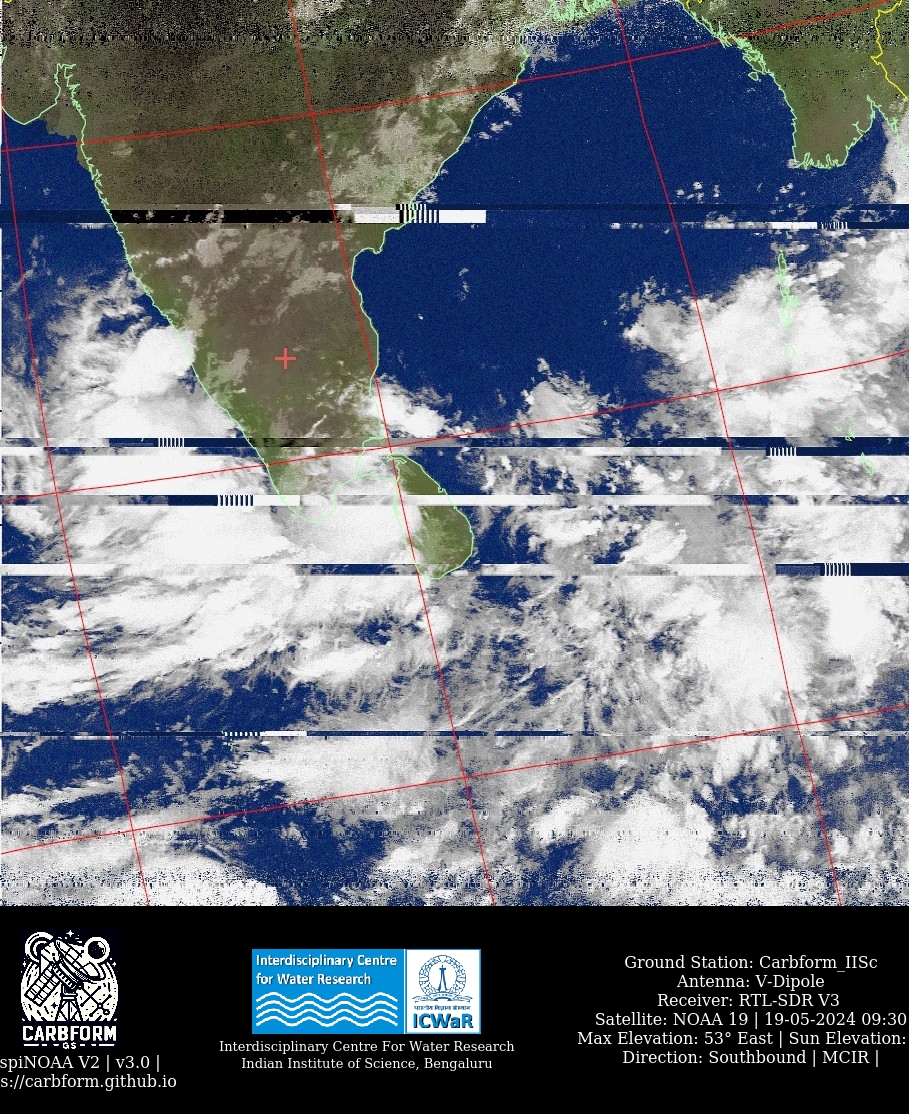 Interdisciplinary Centre
for Water Research
ICWaR
CARBFORM
GS
spiNOAA V2 | v3.0 |
s://carbform.github.io
Interdisciplinary Centre For Water Research
Indian Institute of Science, Bengaluru
Ground Station: Carbform_IISc
Antenna: V-Dipole
Receiver: RTL-SDR V3
Satellite: NOAA 19 | 19-05-2024 09:30
Max Elevation: 53° East | Sun Elevation:
Direction: Southbound | MCIR |